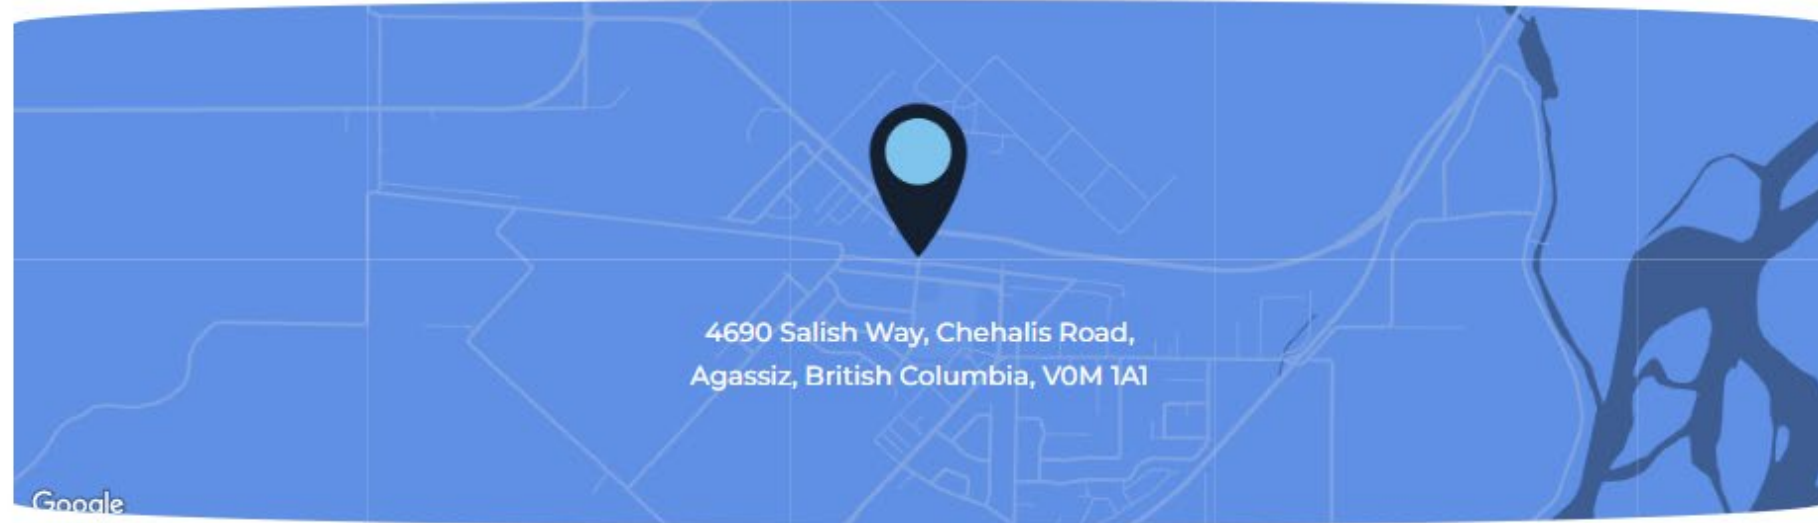 4690 Salish Way, Chehalis Road,
Agassiz, British Columbia, V0M 1A1
Google